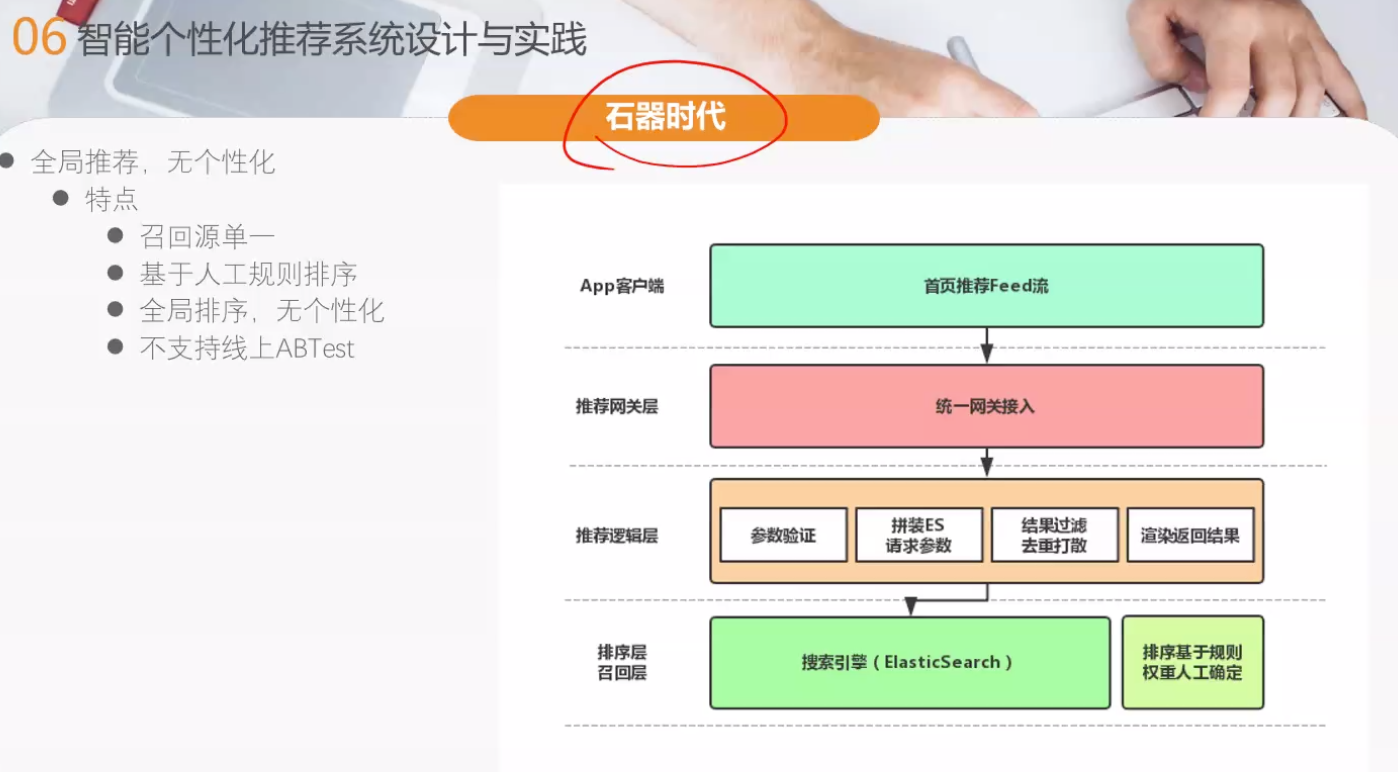 06 智能个性化推荐系统设计与实践
石器时代
全局推荐，无个性化
特点
召回源单一
基于人工规则排序
全局排序，无个性化
不支持线上ABTest
App客户端
首页推荐Feed流
推荐网关层
统一网关接入
推荐逻辑层
参数验证
拼装ES
请求参数
结果过滤
去重打散
渲染返回结果
排序层
召回层
搜索引擎（ElasticSearch）
排序基于规则
权重人工确定